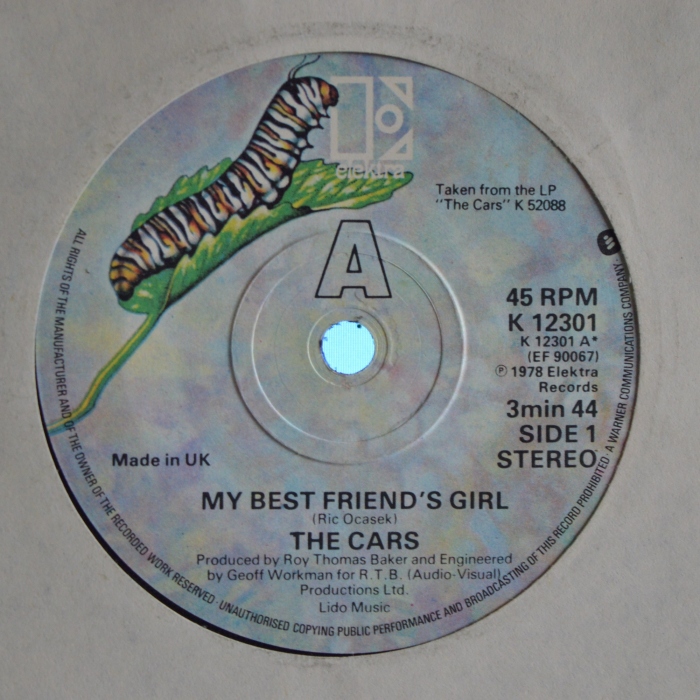 elektra
Taken from the LP
"The Cars" K 52088
A
45 RPM
K 12301
K 12301 A*
(EF 90067)
℗ 1978 Elektra
Records
3min 44
SIDE 1
STEREO
Made in UK
MY BEST FRIEND'S GIRL
(Ric Ocasek)
THE CARS
Produced by Roy Thomas Baker and Engineered
by Geoff Workman for R.T.B. (Audio-Visual)
Productions Ltd.
Lido Music
ALL RIGHTS OF THE MANUFACTURER AND OF THE OWNER OF THE RECORDED WORK RESERVED · UNAUTHORISED COPYING PUBLIC PERFORMANCE AND BROADCASTING OF THIS RECORD PROHIBITED · A WARNER COMMUNICATIONS COMPANY ·